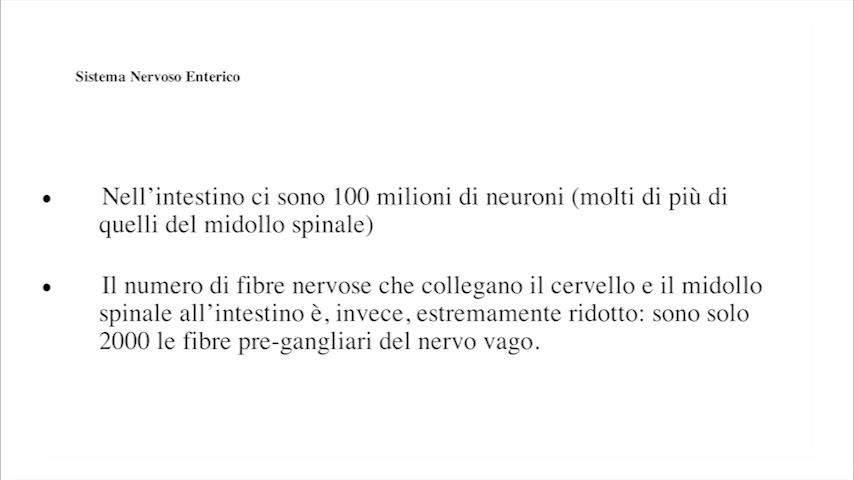 Sistema Nervoso Enterico
• Nell’intestino ci sono 100 milioni di neuroni (molti di più di
quelli del midollo spinale)
• Il numero di fibre nervose che collegano il cervello e il midollo
spinale all’intestino è, invece, estremamente ridotto: sono solo
2000 le fibre pre-gangliari del nervo vago.